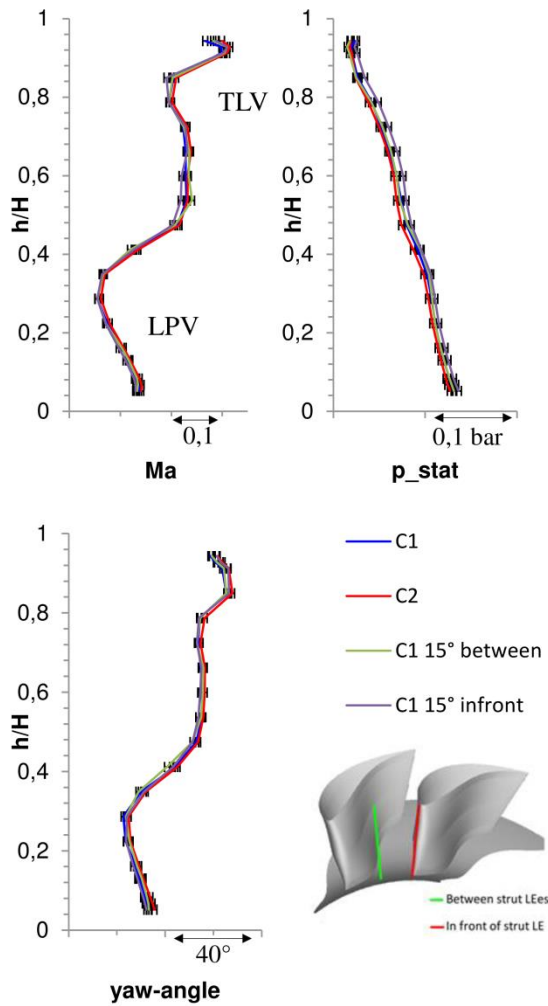 1
0,8
0,6
0,4
0,2
0
h/H
TLV
LPV
0,1
Ma
1
0,8
0,6
0,4
0,2
0
h/H
0,1 bar
p_stat
1
0,8
0,6
0,4
0,2
0
h/H
40°
yaw-angle
C1
C2
C1 15° between
C1 15° infront
Between strut LEes
In front of strut LE